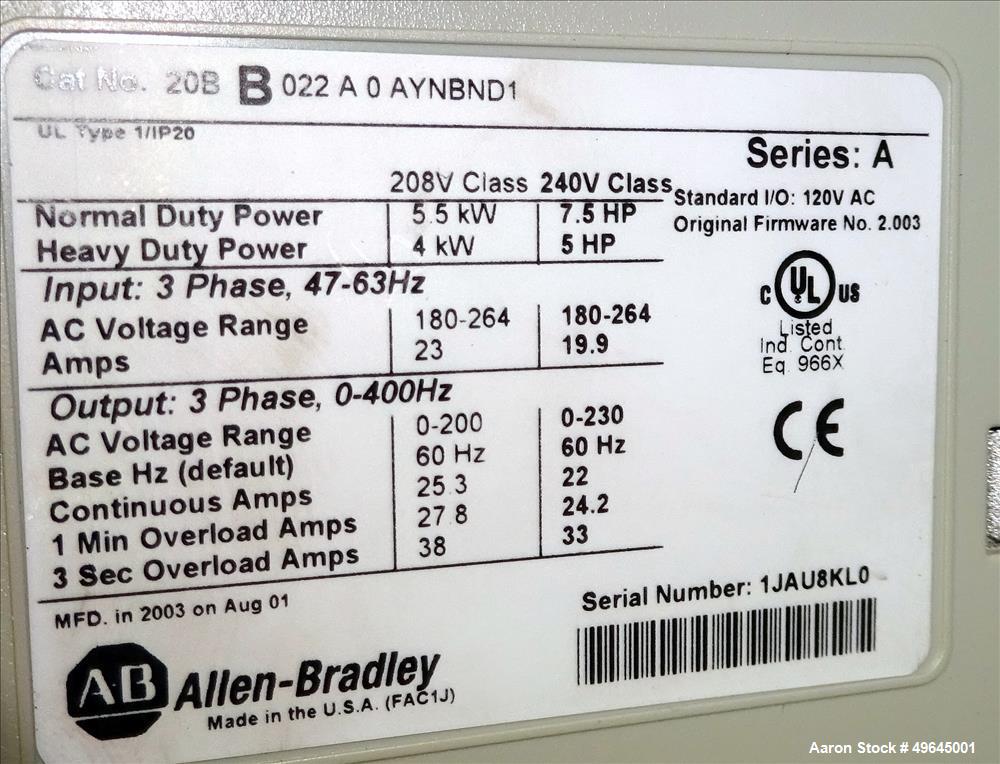 Cat No. 20B B 022 A 0 AYNBND1
UL Type 1/IP20
Series: A
208V Class 240V Class
Standard I/O: 120V AC
Original Firmware No. 2.003
Normal Duty Power 5.5 kW 7.5 HP
Heavy Duty Power 4 kW 5 HP
Input: 3 Phase, 47-63Hz
AC Voltage Range 180-264 180-264
Amps 23 19.9
C UL US
Listed
Ind. Cont.
Eq. 966X
Output: 3 Phase, 0-400Hz
AC Voltage Range 0-200 0-230
Base Hz (default) 60 Hz 60 Hz
Continuous Amps 25.3 22
1 Min Overload Amps 27.8 24.2
3 Sec Overload Amps 38 33
CE
MFD. in 2003 on Aug 01
Serial Number: 1JAU8KL0
AB Allen-Bradley
Made in the U.S.A. (FAC1J)
Aaron Stock # 49645001